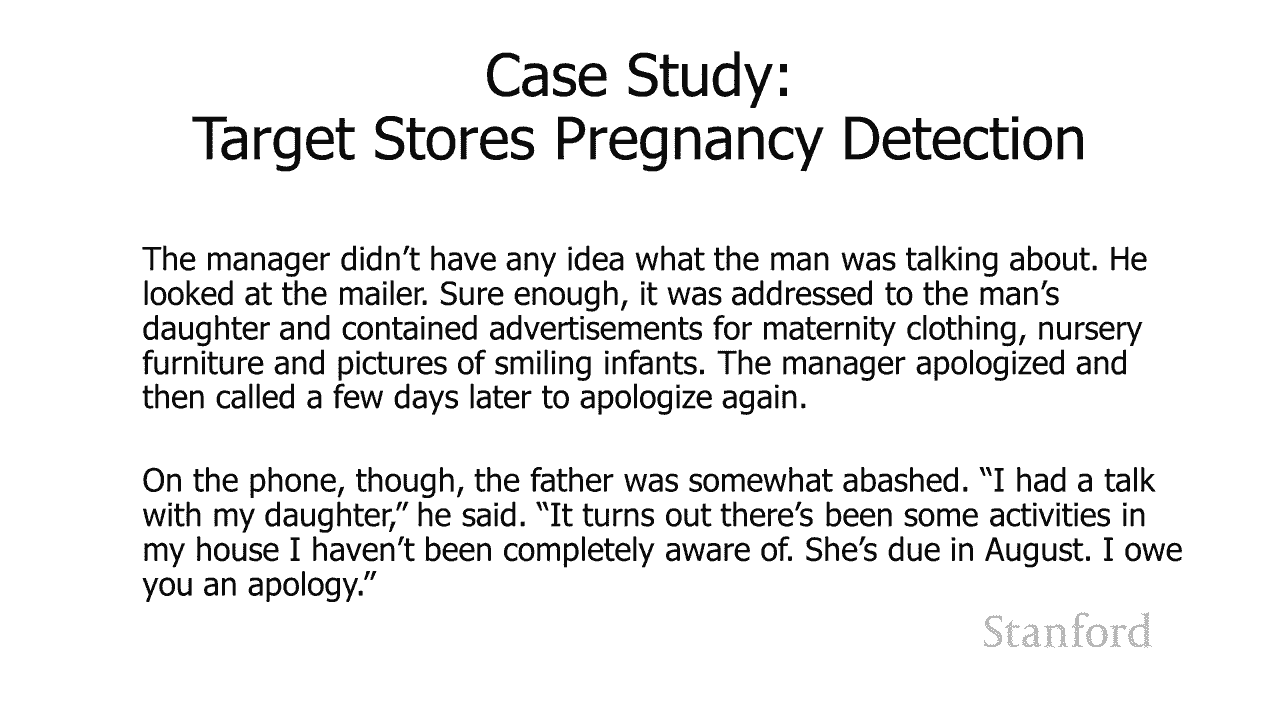 Case Study:
Target Stores Pregnancy Detection
The manager didn’t have any idea what the man was talking about. He
looked at the mailer. Sure enough, it was addressed to the man’s
daughter and contained advertisements for maternity clothing, nursery
furniture and pictures of smiling infants. The manager apologized and
then called a few days later to apologize again.
On the phone, though, the father was somewhat abashed. “I had a talk
with my daughter,” he said. “It turns out there’s been some activities in
my house I haven’t been completely aware of. She’s due in August. I owe
you an apology.”
Stanford